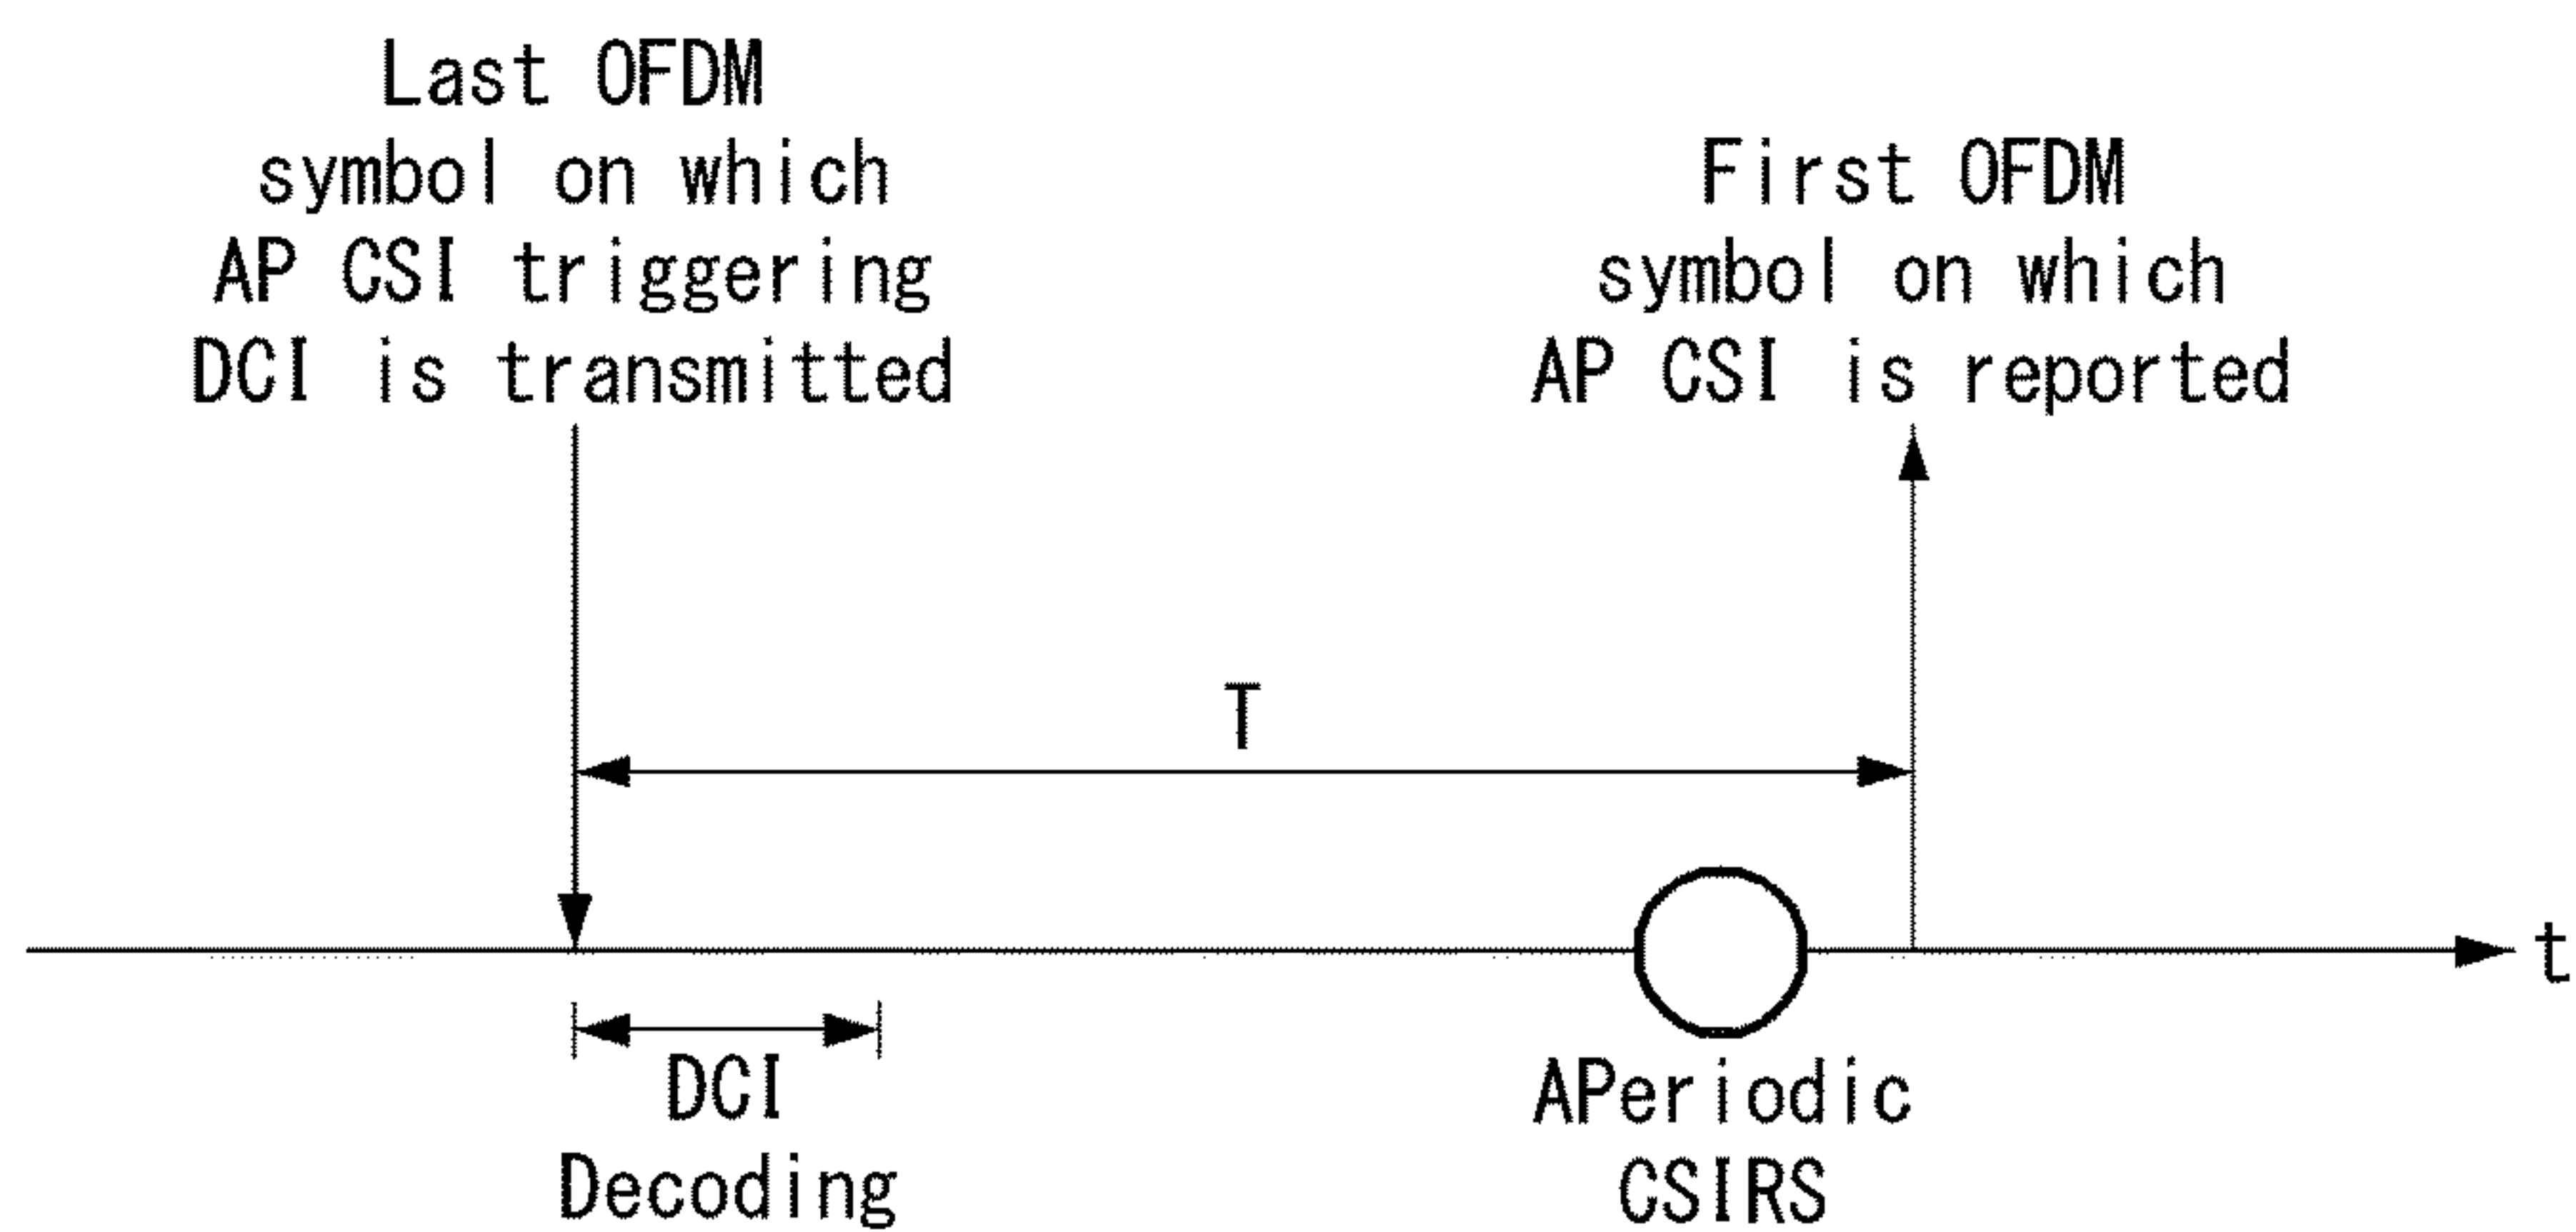 Last OFDM
symbol on which
AP CSI triggering
DCI is transmitted
First OFDM
symbol on which
AP CSI is reported
T
t
DCI
Decoding
APeriodic
CSIRS